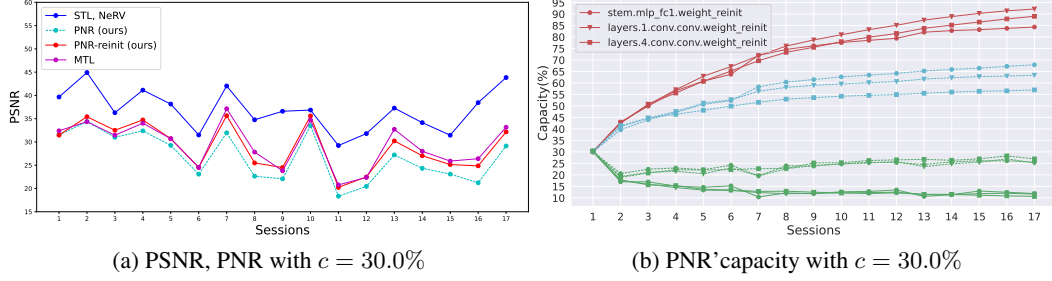 60
55
50
45
40
35
30
25
20
15
PSNR
STL, NeRV
PNR (ours)
PNR-reinit (ours)
MTL
1 2 3 4 5 6 7 8 9 10 11 12 13 14 15 16 17
Sessions
(a) PSNR, PNR with c = 30.0%
95
90
85
80
75
70
65
60
55
50
45
40
35
30
25
20
15
10
Capacity(%)
stem.mlp_fc1.weight_reinit
layers.1.conv.conv.weight_reinit
layers.4.conv.conv.weight_reinit
1 2 3 4 5 6 7 8 9 10 11 12 13 14 15 16 17
Sessions
(b) PNR'capacity with c = 30.0%